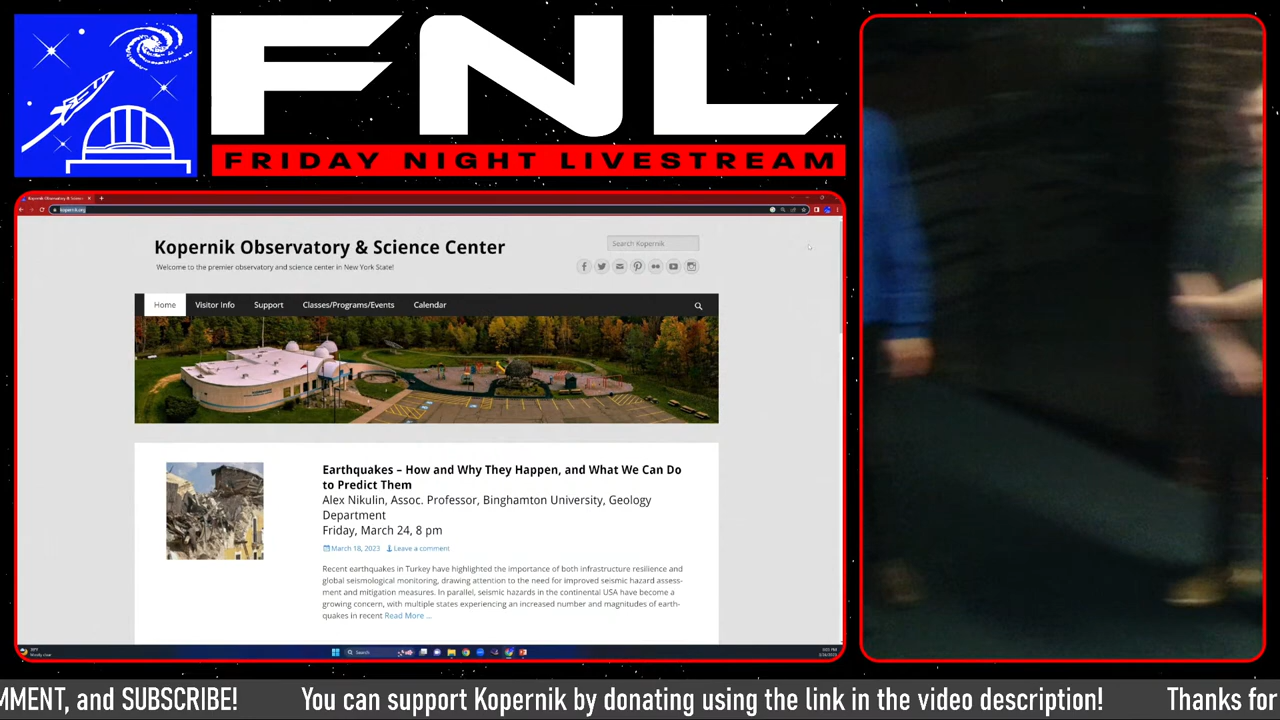 FNL
FRIDAY NIGHT LIVESTREAM
kopernik.org
Kopernik Observatory & Science Center
Search Kopernik
Welcome to the premier observatory and science center in New York State!
Home Visitor Info Support Classes/Programs/Events Calendar
Earthquakes – How and Why They Happen, and What We Can Do
to Predict Them
Alex Nikulin, Assoc. Professor, Binghamton University, Geology
Department
Friday, March 24, 8 pm
March 18, 2023 Leave a comment
Recent earthquakes in Turkey have highlighted the importance of both infrastructure resilience and
global seismological monitoring, drawing attention to the need for improved seismic hazard assess-
ment and mitigation measures. In parallel, seismic hazards in the continental USA have become a
growing concern, with multiple states experiencing an increased number and magnitudes of earth-
quakes in recent Read More ...
Search
MMENT, and SUBSCRIBE! You can support Kopernik by donating using the link in the video description! Thanks for